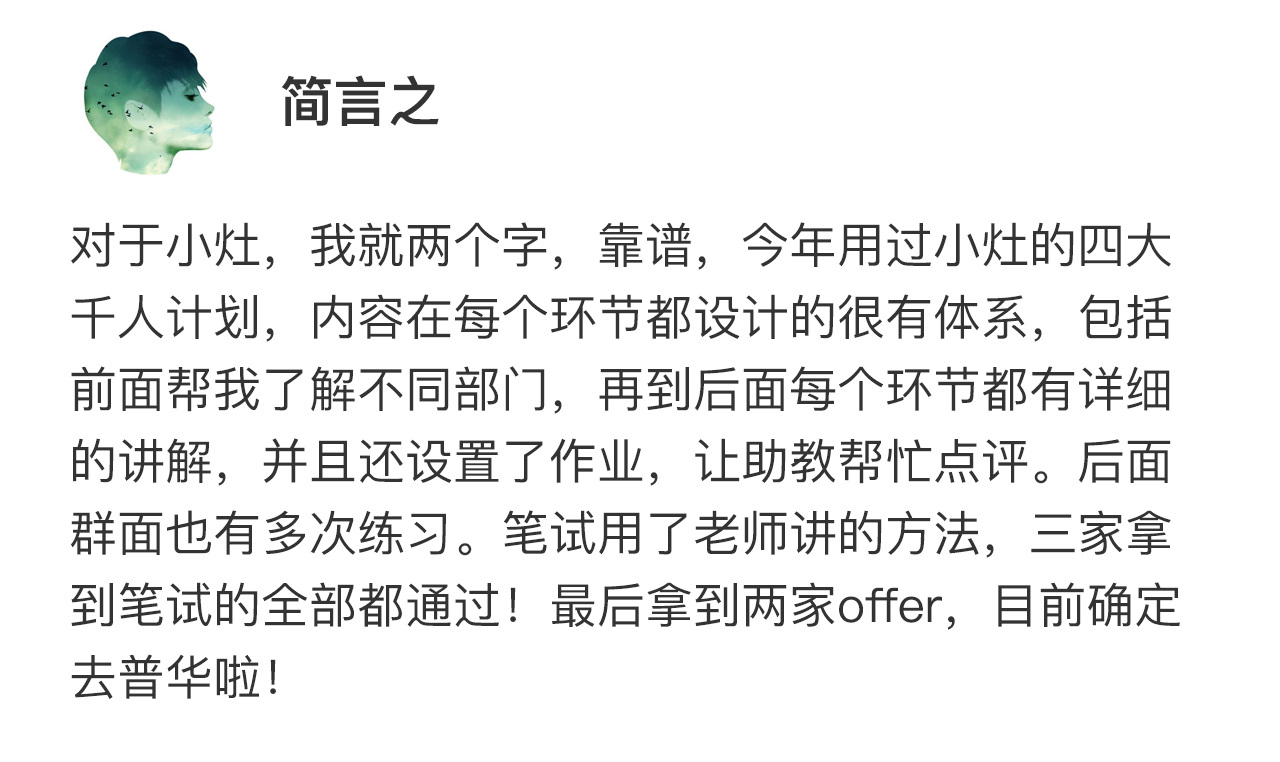 简言之
对于小灶，我就两个字，靠谱，今年用过小灶的四大
千人计划，内容在每个环节都设计的很有体系，包括
前面帮我了解不同部门，再到后面每个环节都有详细
的讲解，并且还设置了作业，让助教帮忙点评。后面
群面也有多次练习。笔试用了老师讲的方法，三家拿
到笔试的全部都通过！最后拿到两家offer，目前确定
去普华啦！